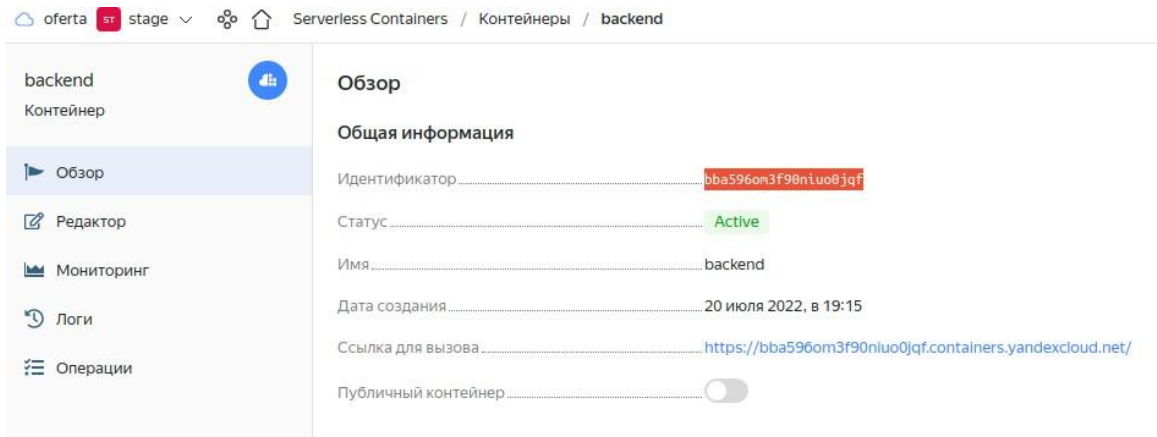 oferta ST stage Serverless Containers / Контейнеры / backend
backend
Контейнер
Обзор
Редактор
Мониторинг
Логи
Операции
Обзор
Общая информация
Идентификатор bba596om3f90niuo0jqf
Статус Active
Имя backend
Дата создания 20 июля 2022, в 19:15
Ссылка для вызова https://bba596om3f90niuo0jqf.containers.yandexcloud.net/
Публичный контейнер